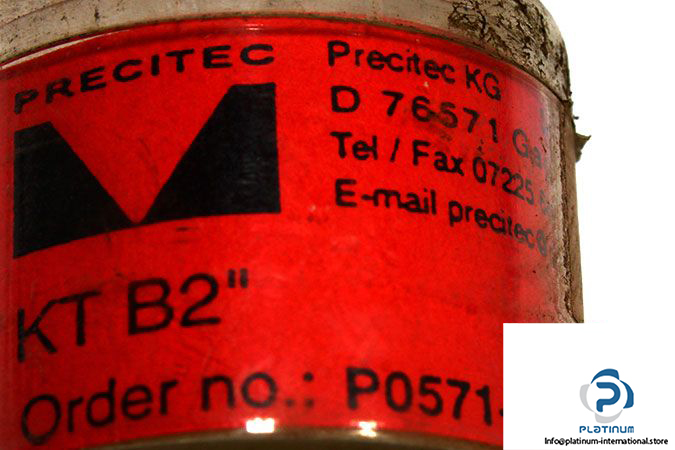 PRECITEC
Precitec KG
D 76571
Tel / Fax 07225
E-mail precitec@
KT B2"
Order no.: P0571
PLATINUM
Info@platinum-international.store